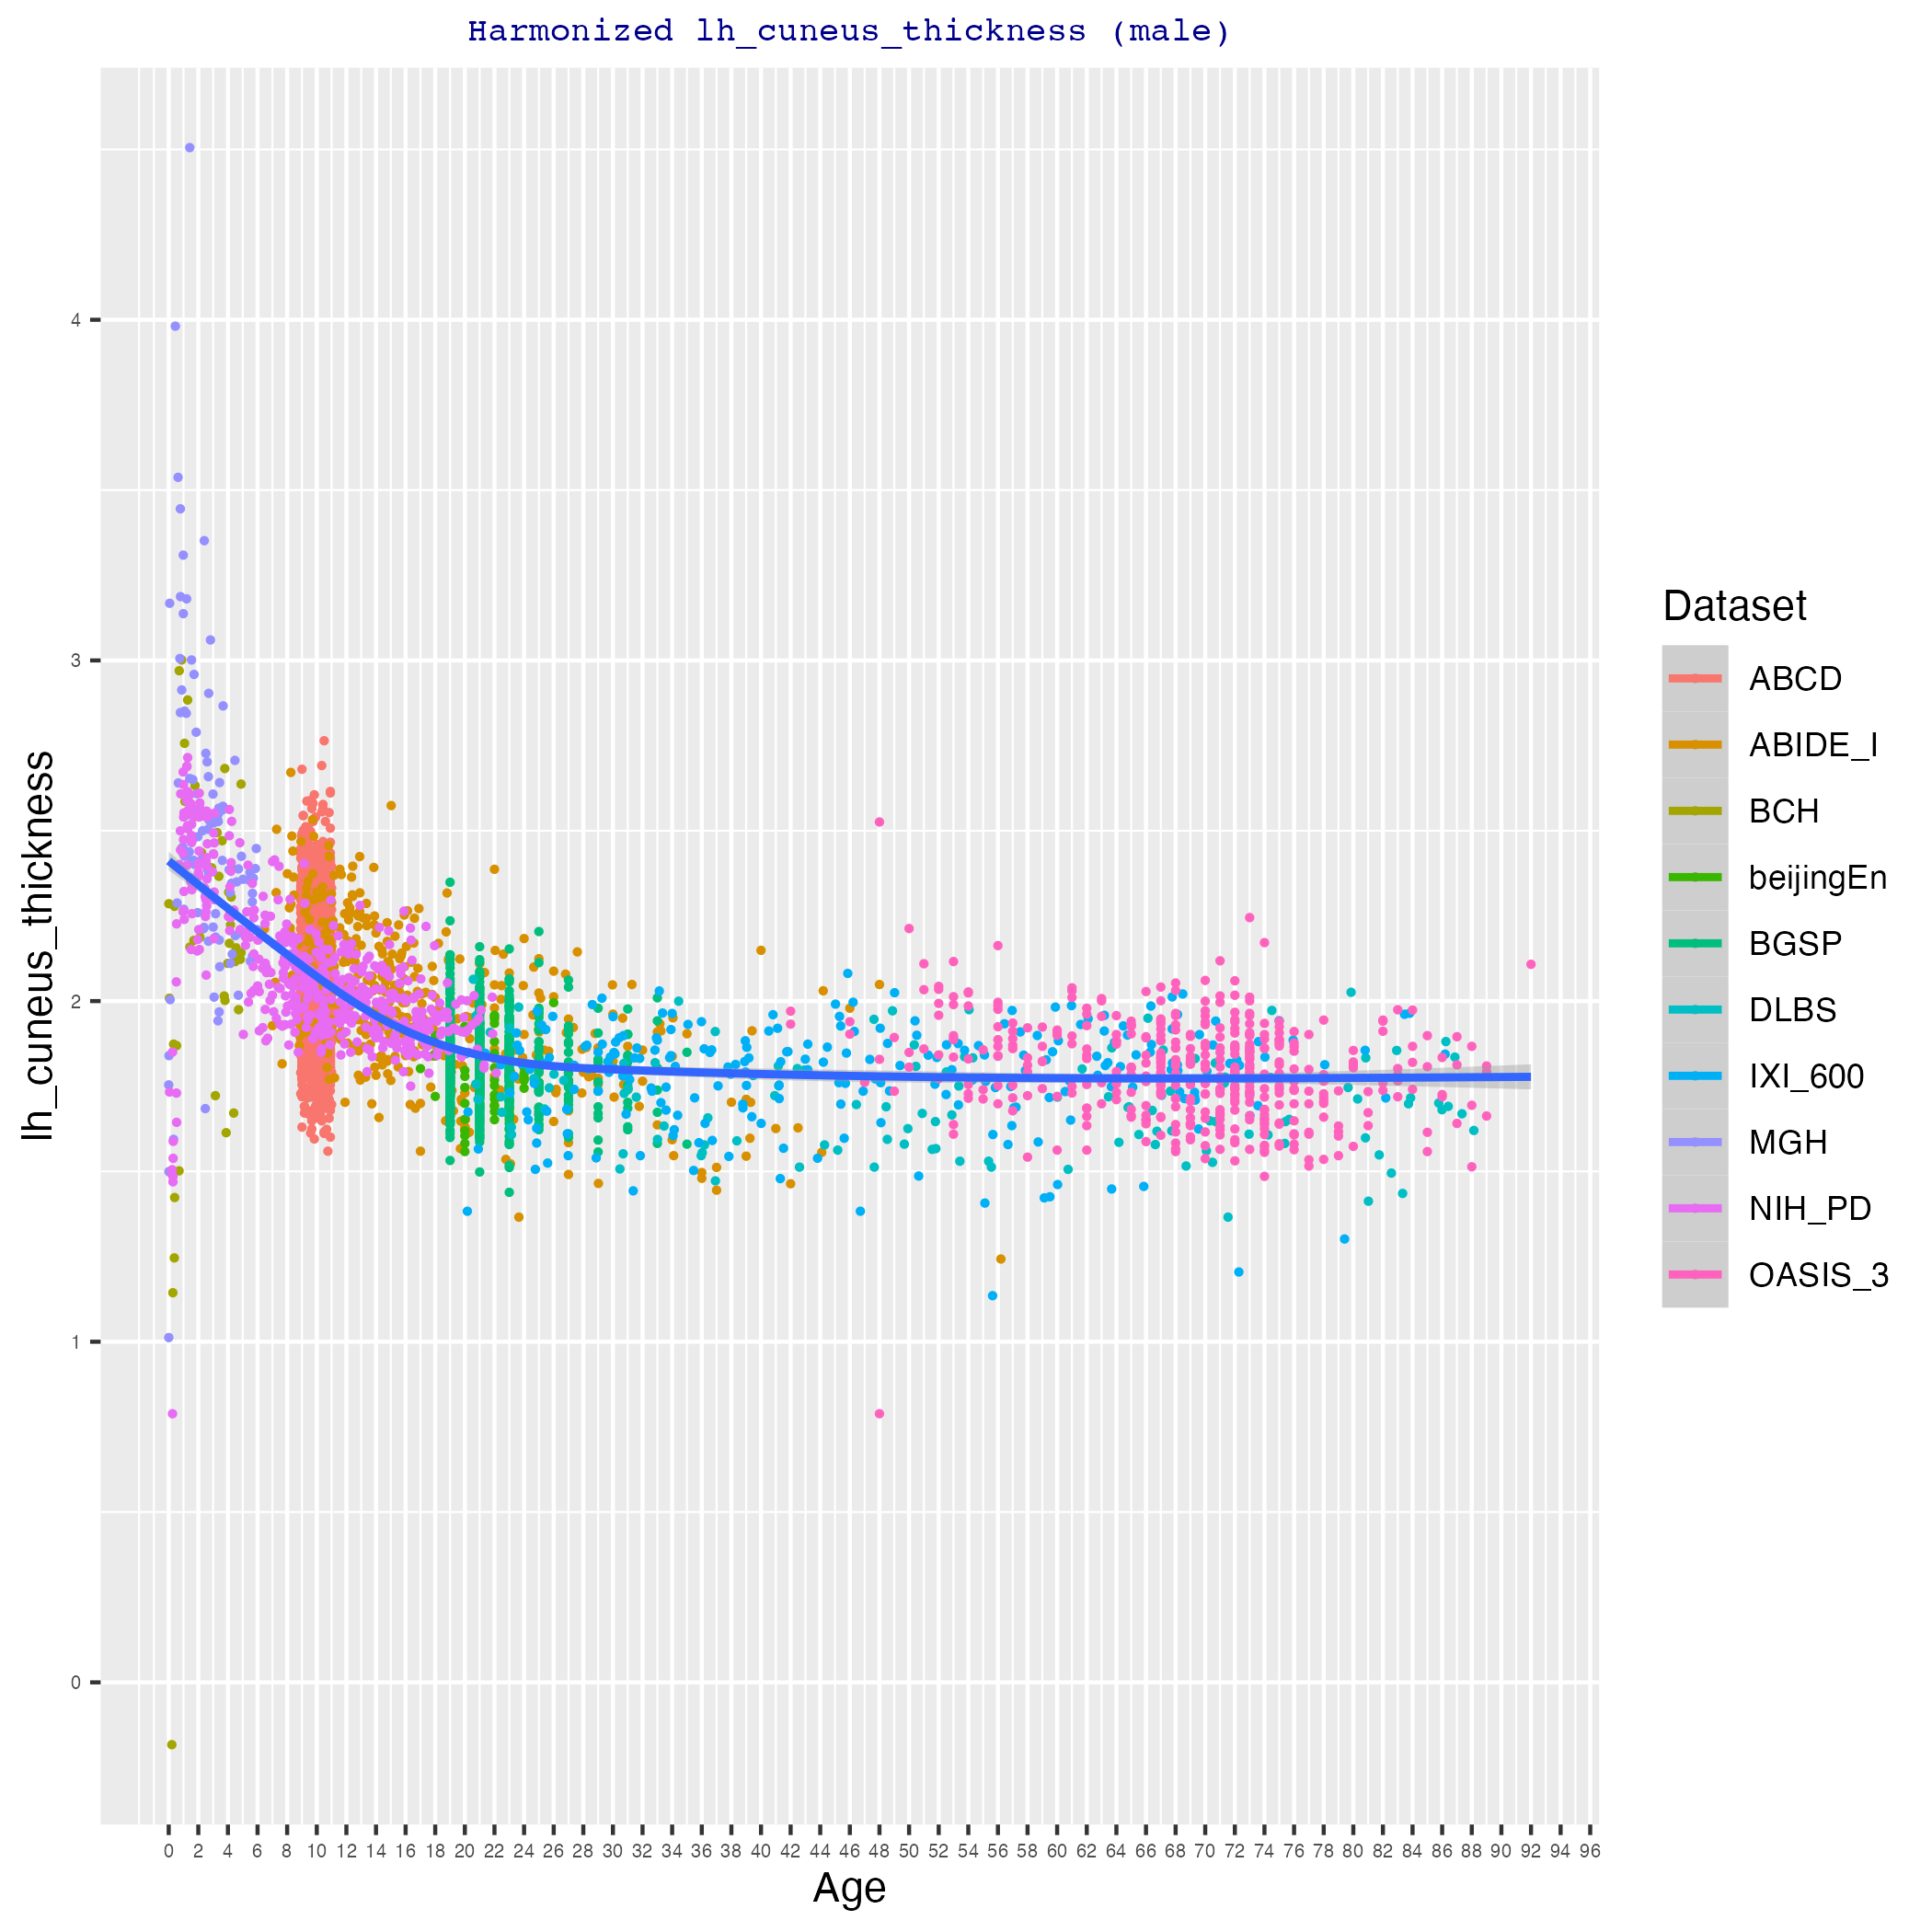 Harmonized lh_cuneus_thickness (male)
lh_cuneus_thickness
4
3
2
1
0
0 2 4 6 8 10 12 14 16 18 20 22 24 26 28 30 32 34 36 38 40 42 44 46 48 50 52 54 56 58 60 62 64 66 68 70 72 74 76 78 80 82 84 86 88 90 92 94 96
Age
Dataset
ABCD
ABIDE_I
BCH
beijingEn
BGSP
DLBS
IXI_600
MGH
NIH_PD
OASIS_3